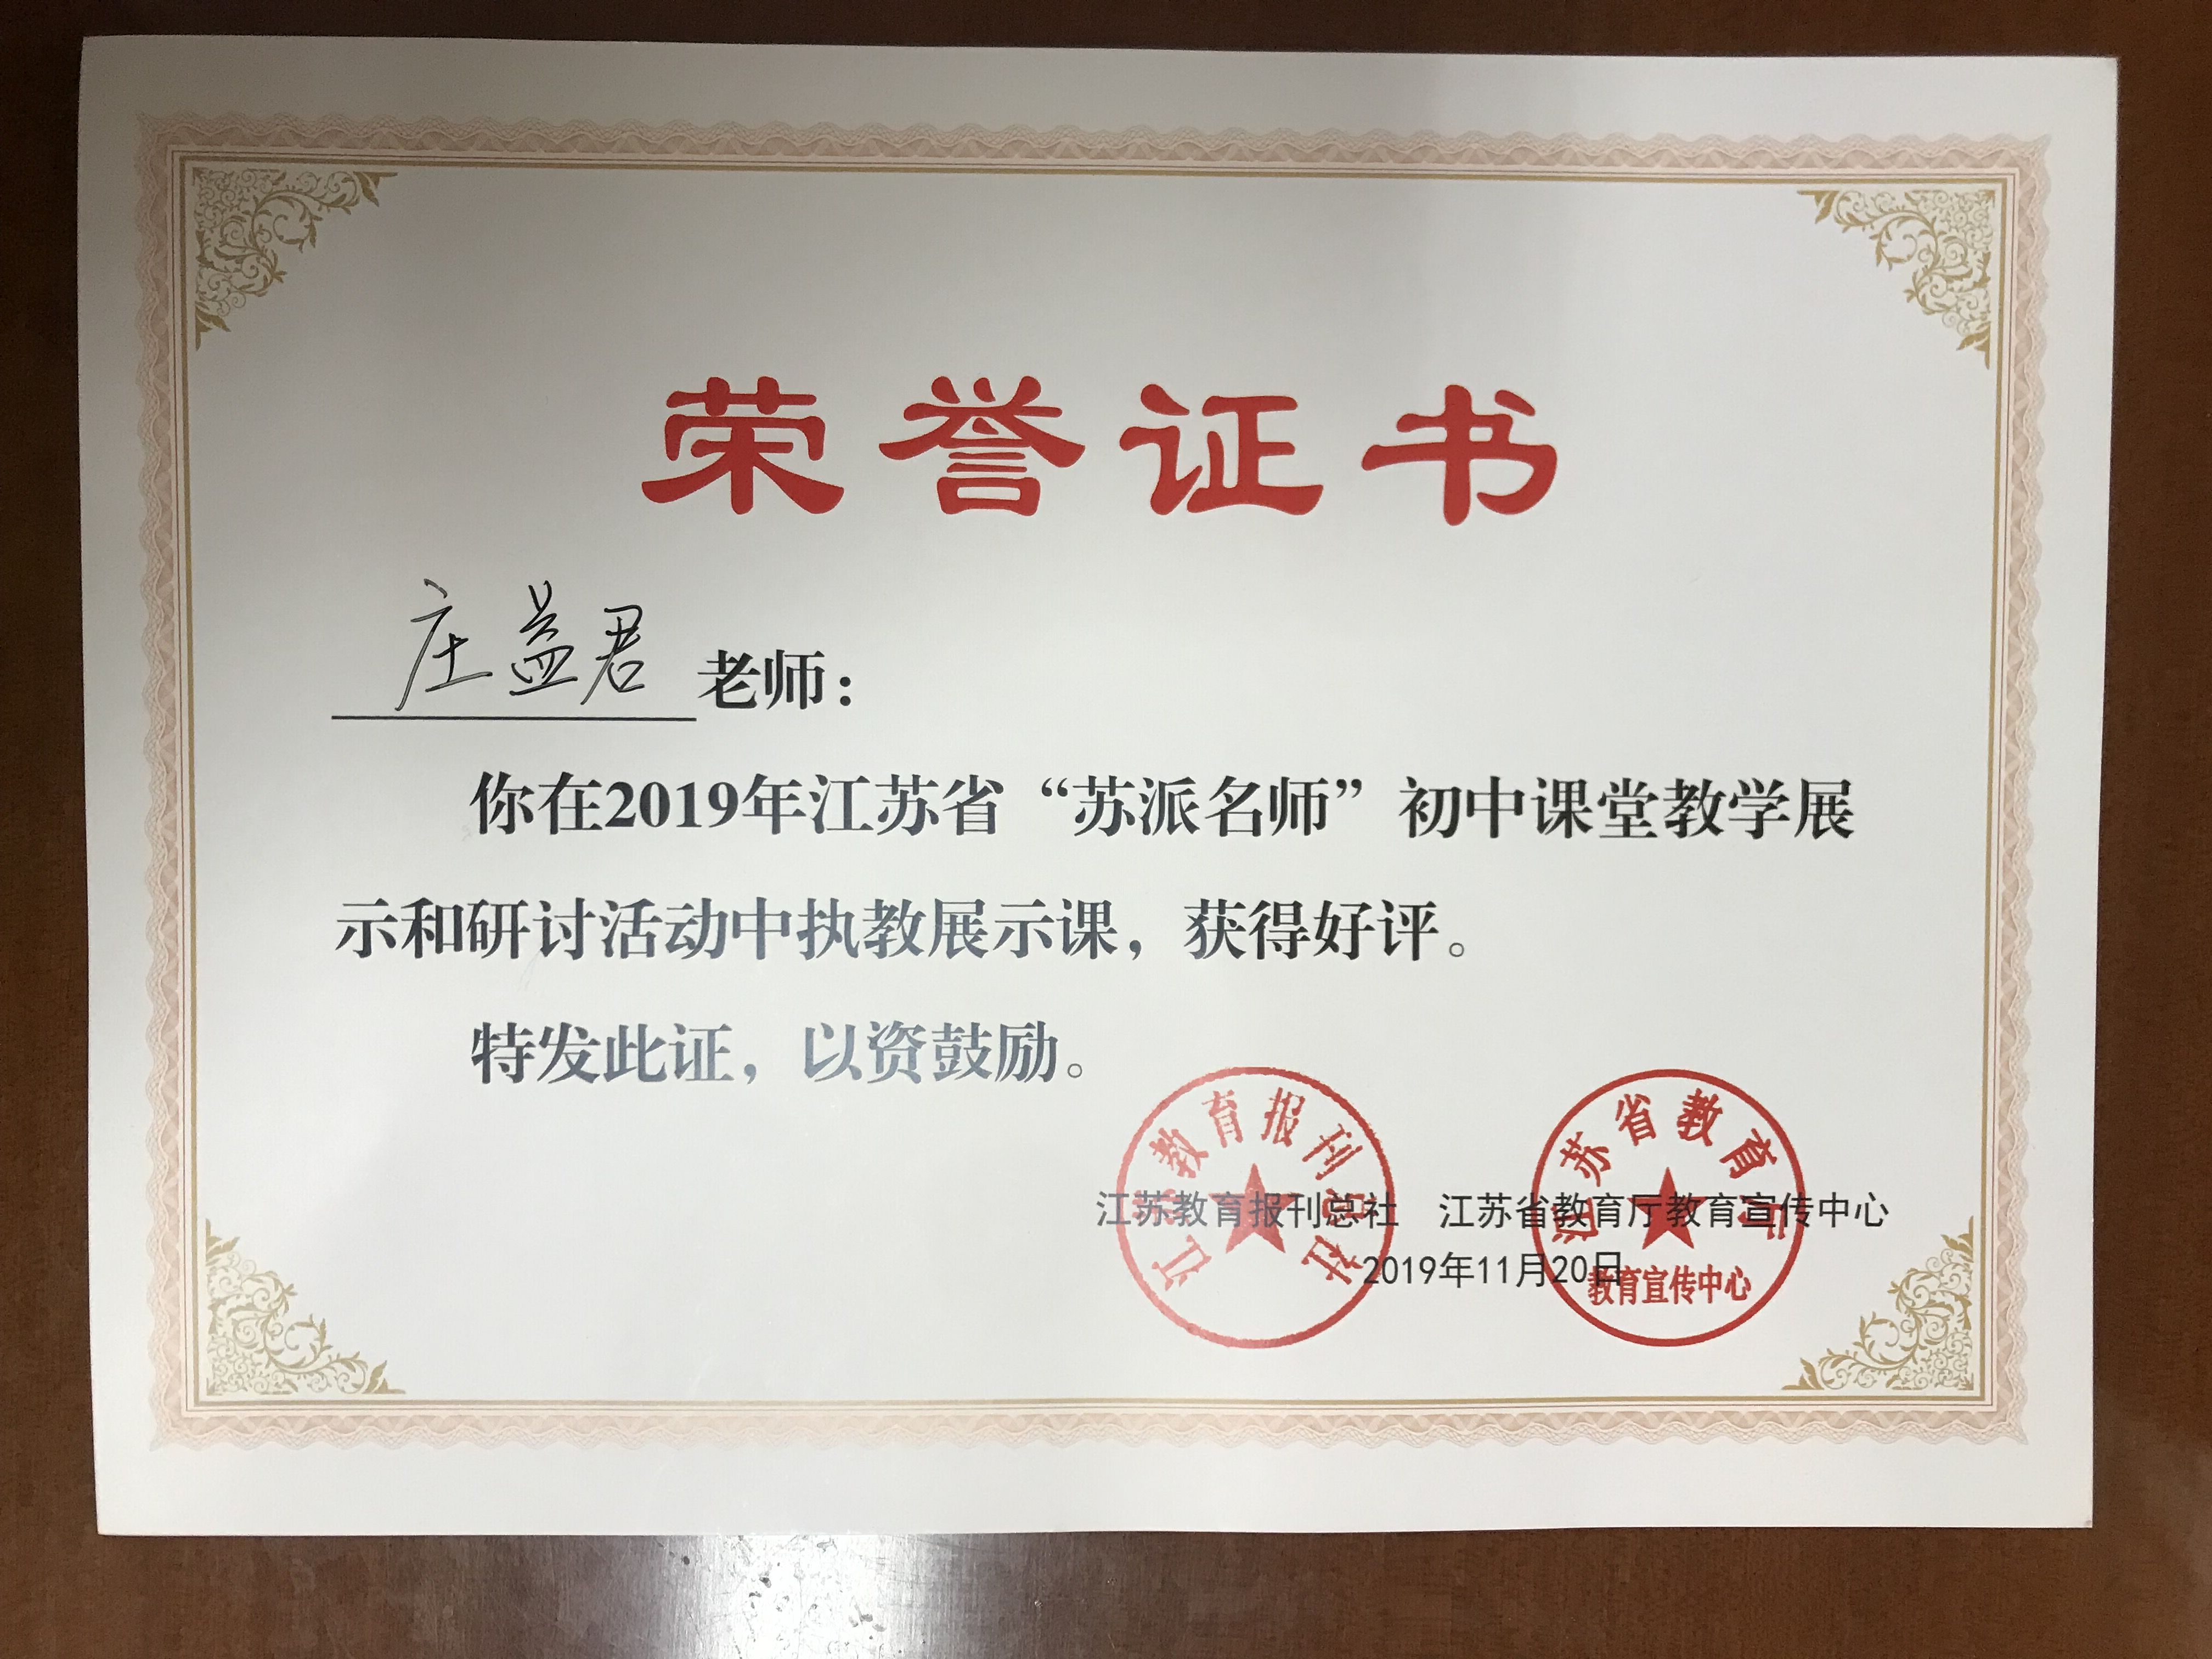 荣誉证书
庄益君老师：
你在2019年江苏省“苏派名师”初中课堂教学展
示和研讨活动中执教展示课，获得好评。
特发此证，以资鼓励。
江苏教育报刊总社 江苏省教育厅教育宣传中心
2019年11月20日
江苏教育报刊总社
江苏省教育厅
教育宣传中心